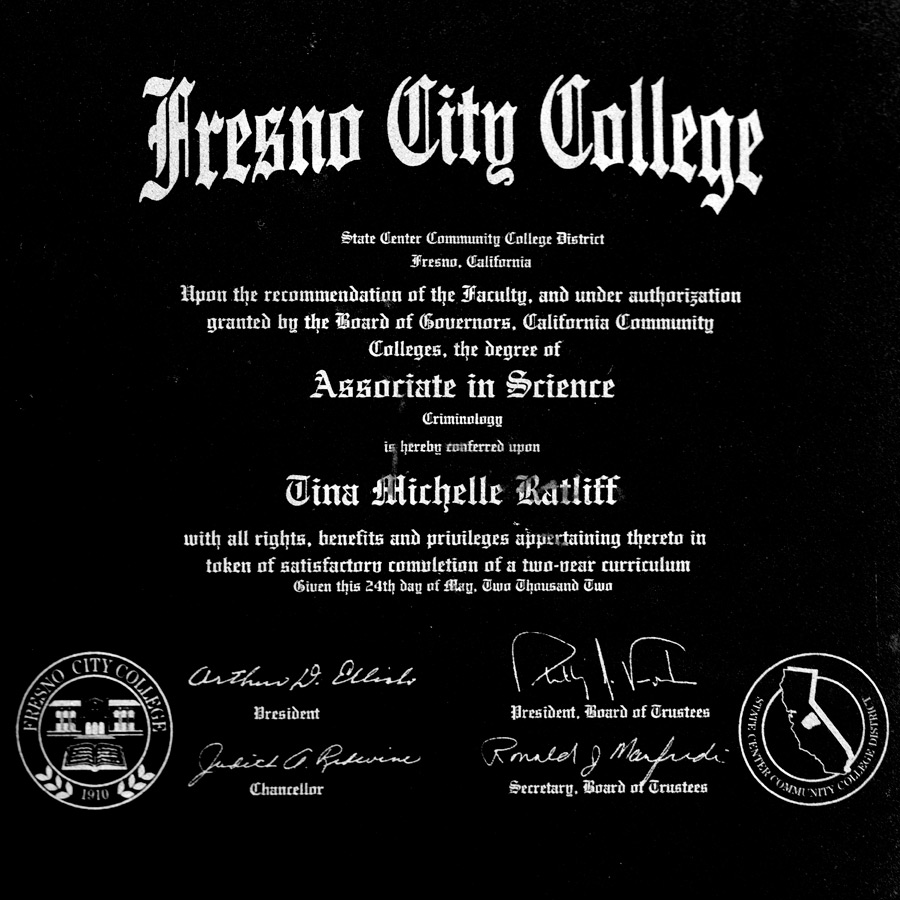 Fresno City College
State Center Community College District
Fresno, California
Upon the recommendation of the Faculty, and under authorization
granted by the Board of Governors, California Community
Colleges, the degree of
Associate in Science
Criminology
is hereby conferred upon
Tina Michelle Ratliff
with all rights, benefits and privileges appertaining thereto in
token of satisfactory completion of a two-year curriculum
Given this 24th day of May, Two Thousand Two
President
President, Board of Trustees
Judith A. Redwine
Ronald J Manfredi
Chancellor
Secretary, Board of Trustees
FRESNO CITY COLLEGE
1910
STATE CENTER COMMUNITY COLLEGE DISTRICT